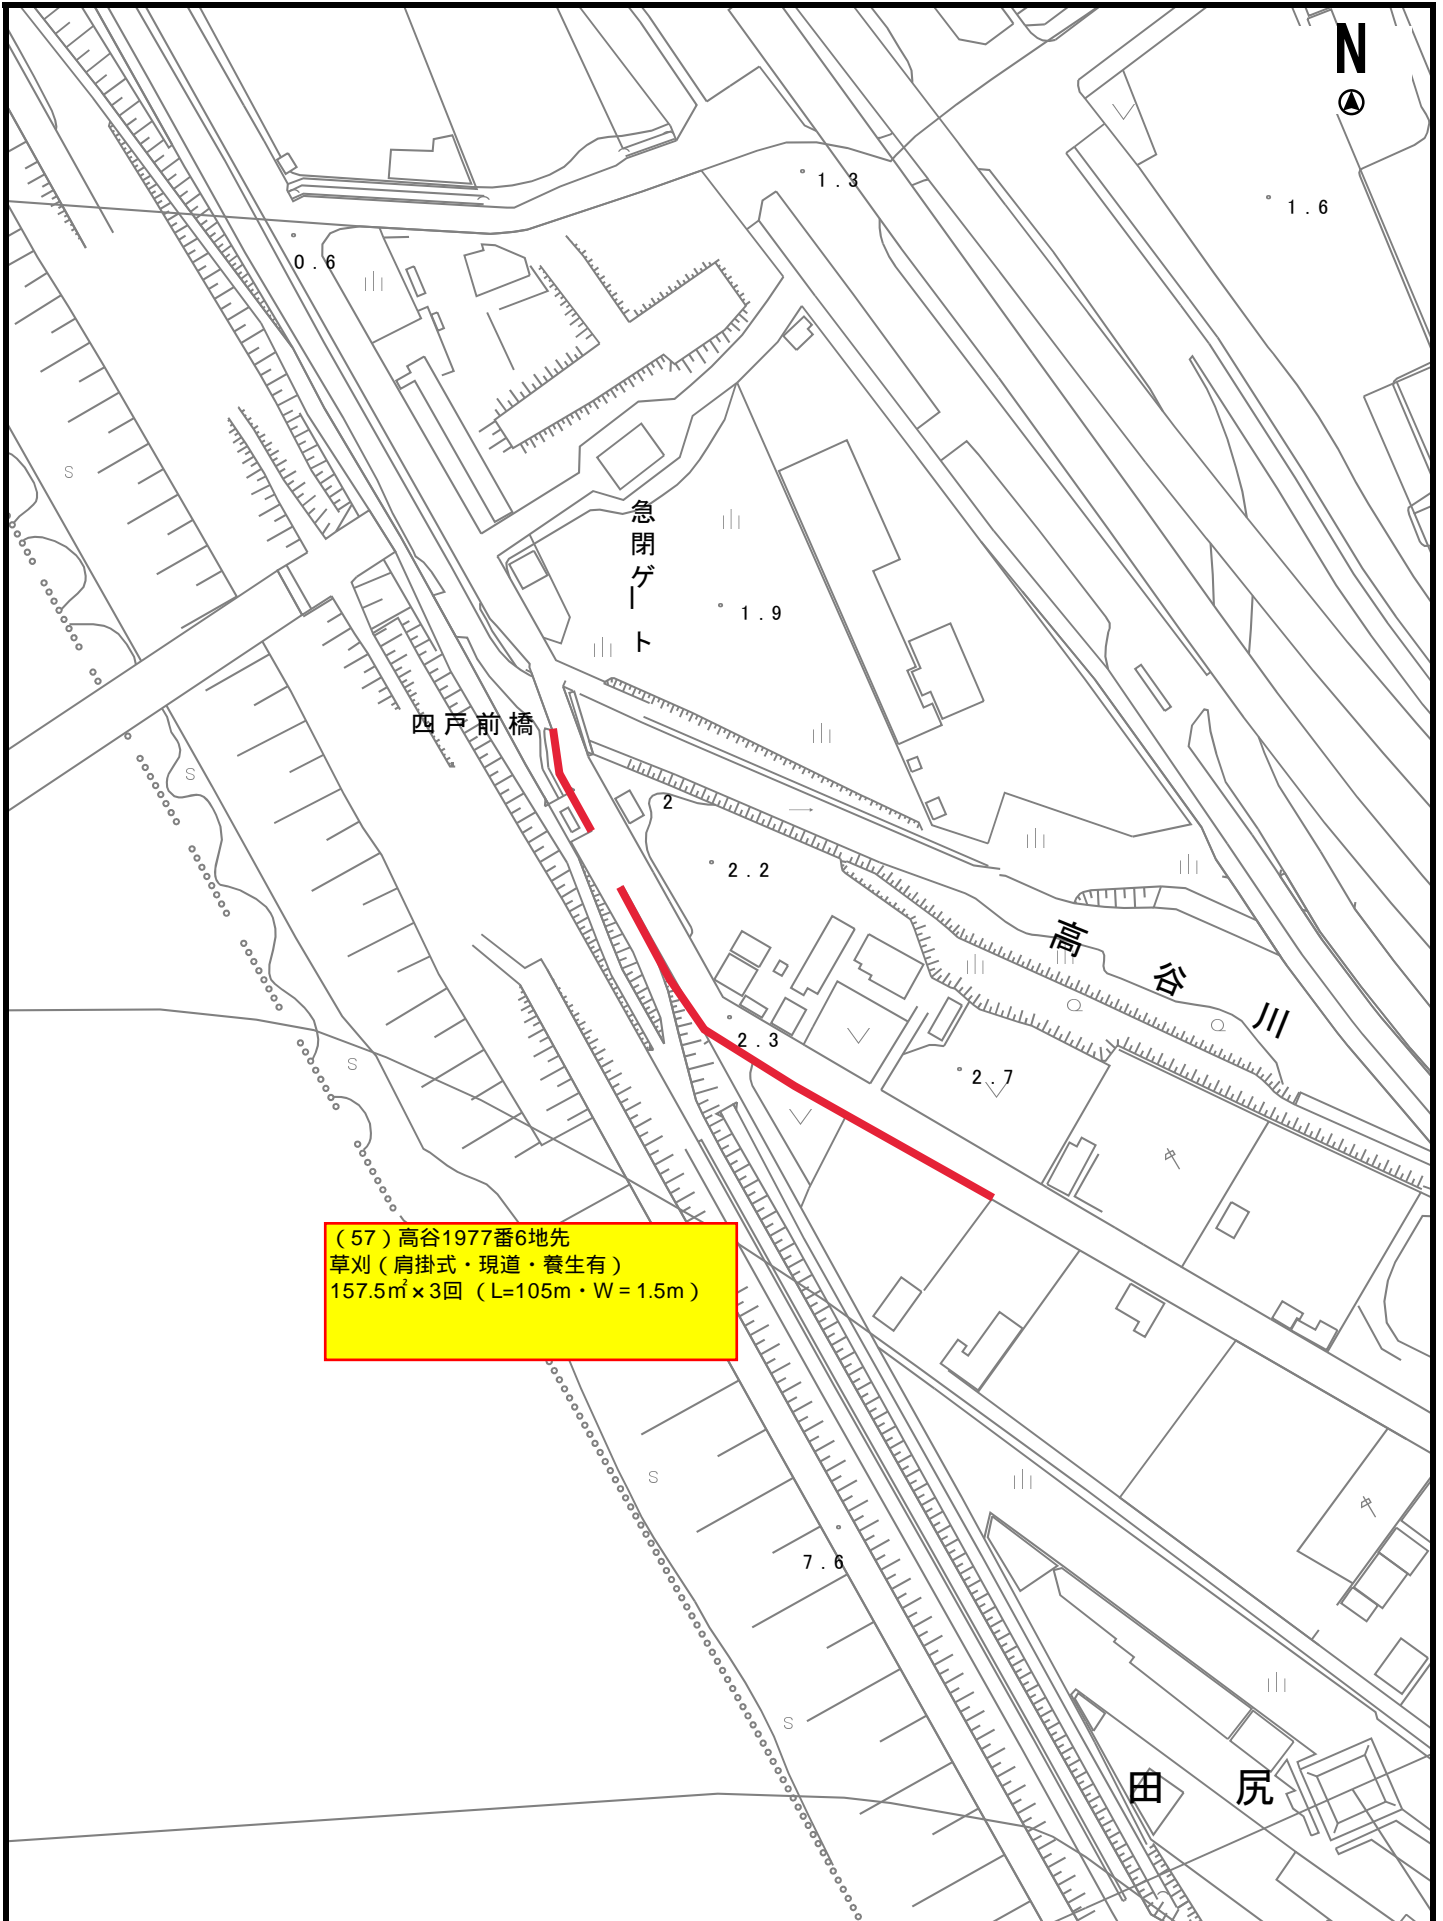 N
1.3
1.6
0.6
急閉ゲート
1.9
四戸前橋
2
2.2
高谷川
2.3
2.7
（57）高谷1977番6地先
草刈（肩掛式・現道・養生有）
157.5㎡×3回（L=105m・W＝1.5m）
7.6
田尻
S
S
S
S
S